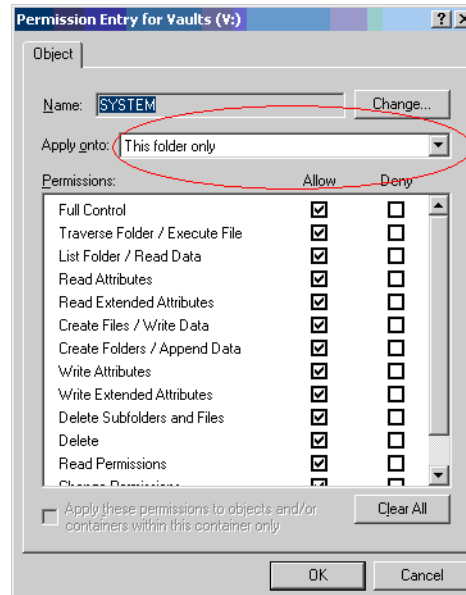 Permission Entry for Vaults (V:)
Object
Name: SYSTEM Change...
Apply onto: This folder only
Permissions: Allow Deny
Full Control
Traverse Folder / Execute File
List Folder / Read Data
Read Attributes
Read Extended Attributes
Create Files / Write Data
Create Folders / Append Data
Write Attributes
Write Extended Attributes
Delete Subfolders and Files
Delete
Read Permissions
Change Permissions
Apply these permissions to objects and/or Clear All
containers within this container only
OK Cancel